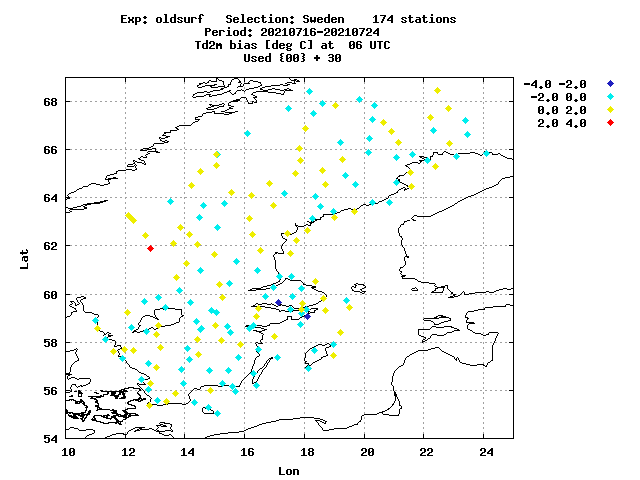 Exp: oldsurf   Selection: Sweden    174 stations
Period: 20210716-20210724
Td2m bias [deg C] at  06 UTC
Used {00} + 30
-4.0 -2.0
-2.0 0.0
0.0 2.0
2.0 4.0
68
66
64
62
60
58
56
54
Lat
10 12 14 16 18 20 22 24
Lon